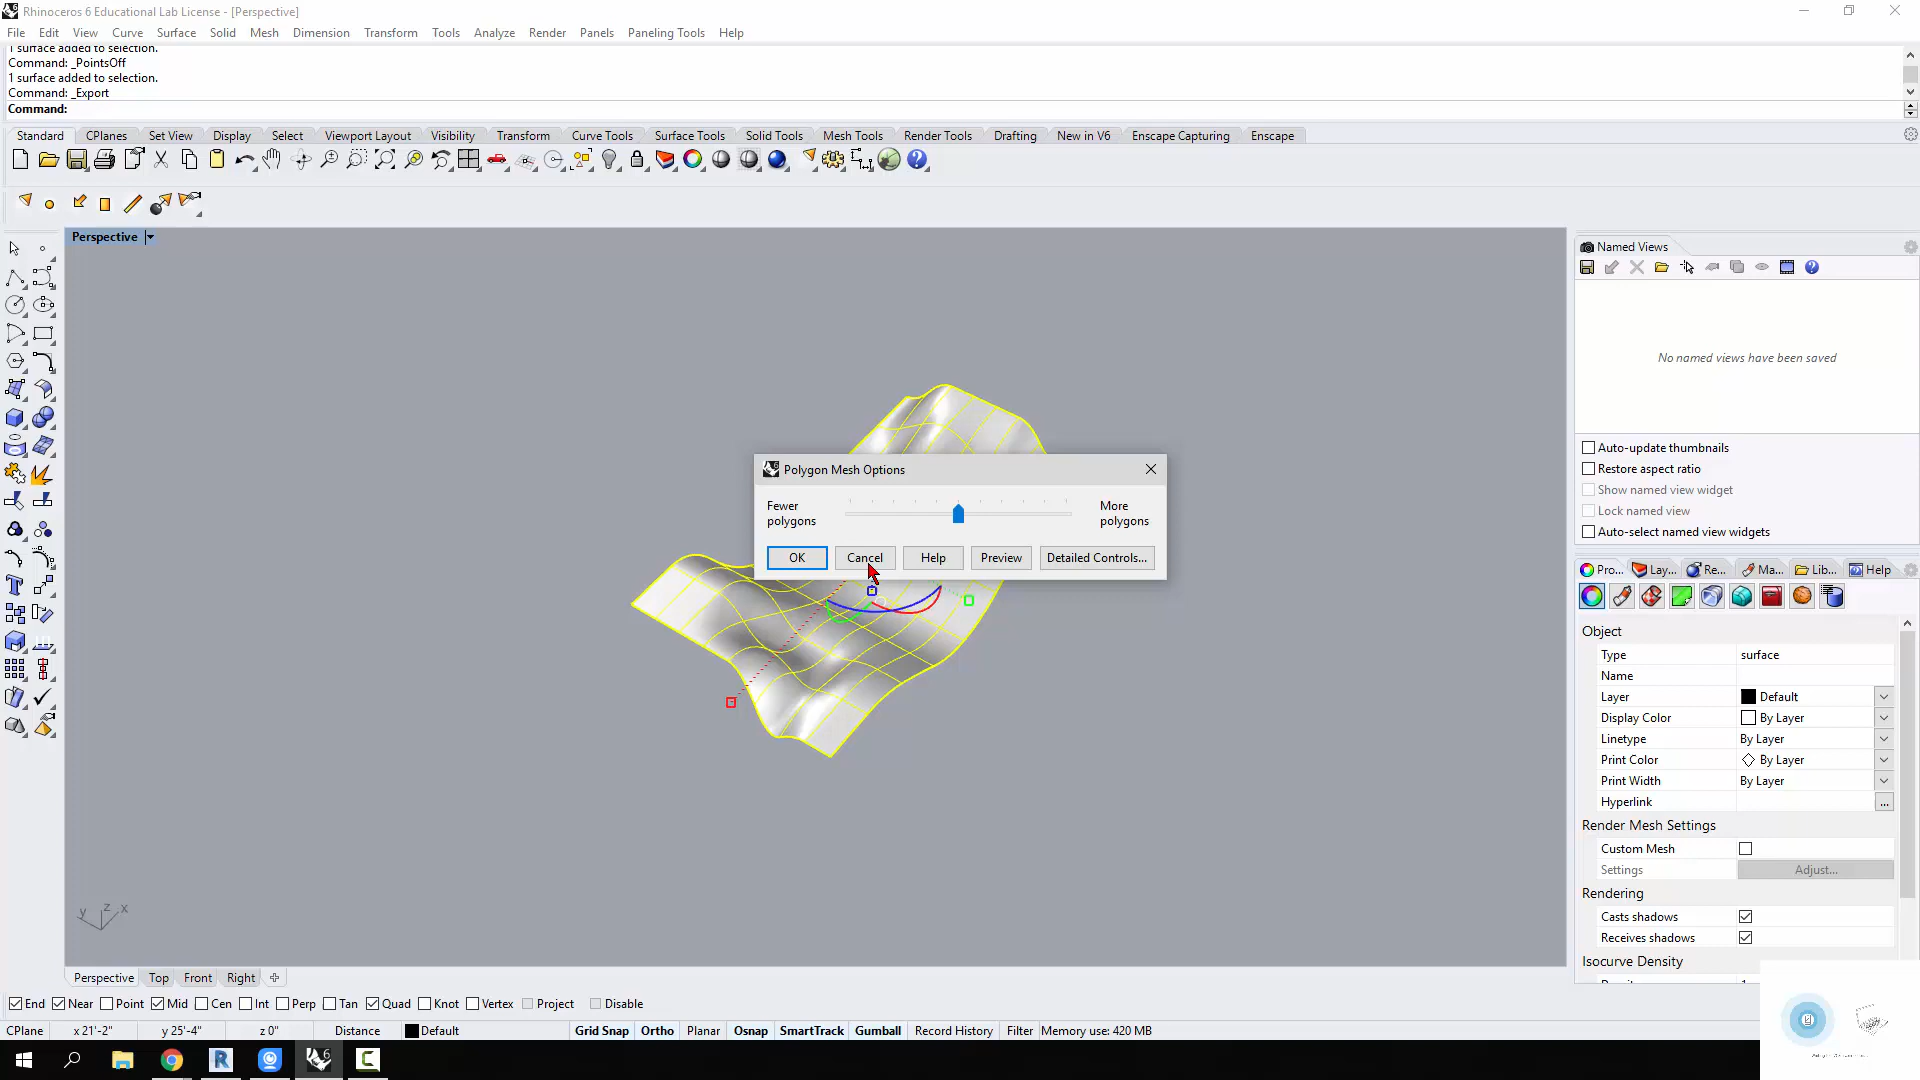 Rhinoceros 6 Educational Lab License - [Perspective]
File Edit View Curve Surface Solid Mesh Dimension Transform Tools Analyze Render Panels Paneling Tools Help
1 surface added to selection.
Command: _PointsOff
1 surface added to selection.
Command: _Export
Command:
Standard CPlanes Set View Display Select Viewport Layout Visibility Transform Curve Tools Surface Tools Solid Tools Mesh Tools Render Tools Drafting New in V6 Enscape Capturing Enscape
Perspective
Named Views
No named views have been saved
Auto-update thumbnails
Restore aspect ratio
Show named view widget
Lock named view
Auto-select named view widgets
Polygon Mesh Options
Fewer polygons
More polygons
OK Cancel Help Preview Detailed Controls...
Pro... Lay... Re... Ma... Lib... Help
Object
Type surface
Name
Layer Default
Display Color By Layer
Linetype By Layer
Print Color By Layer
Print Width By Layer
Hyperlink ...
Render Mesh Settings
Custom Mesh
Settings Adjust...
Rendering
Casts shadows
Receives shadows
Isocurve Density
y z x
Perspective Top Front Right
End Near Point Mid Cen Int Perp Tan Quad Knot Vertex Project Disable
CPlane x 21'-2" y 25'-4" z 0" Distance Default Grid Snap Ortho Planar Osnap SmartTrack Gumball Record History Filter Memory use: 420 MB